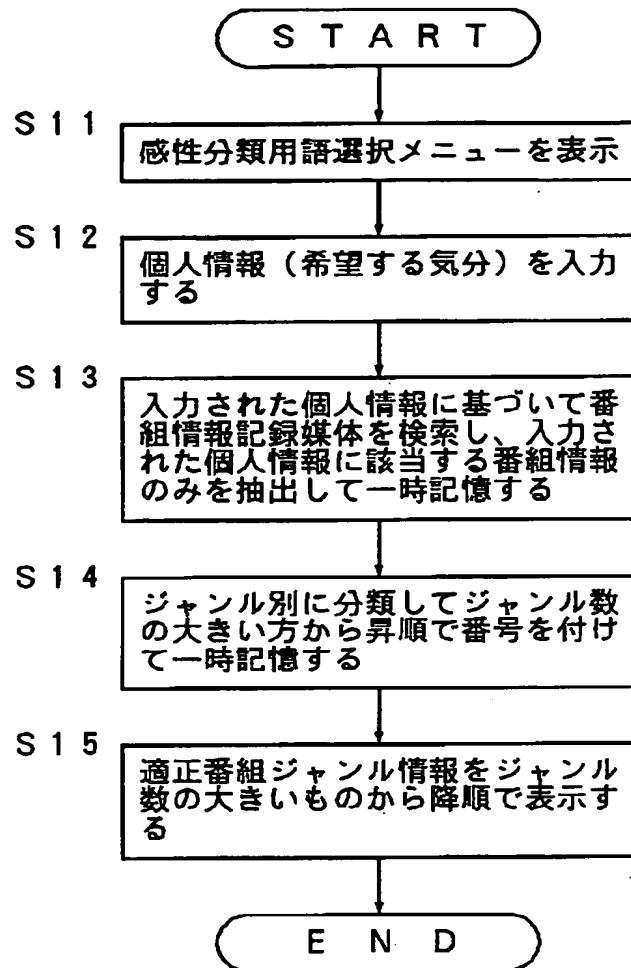 START
S11
感性分類用語選択メニューを表示
S12
個人情報（希望する気分）を入力
する
S13
入力された個人情報に基づいて番
組情報記録媒体を検索し、入力さ
れた個人情報に該当する番組情報
のみを抽出して一時記憶する
S14
ジャンル別に分類してジャンル数
の大きい方から昇順で番号を付け
て一時記憶する
S15
適正番組ジャンル情報をジャンル
数の大きいものから降順で表示す
る
END